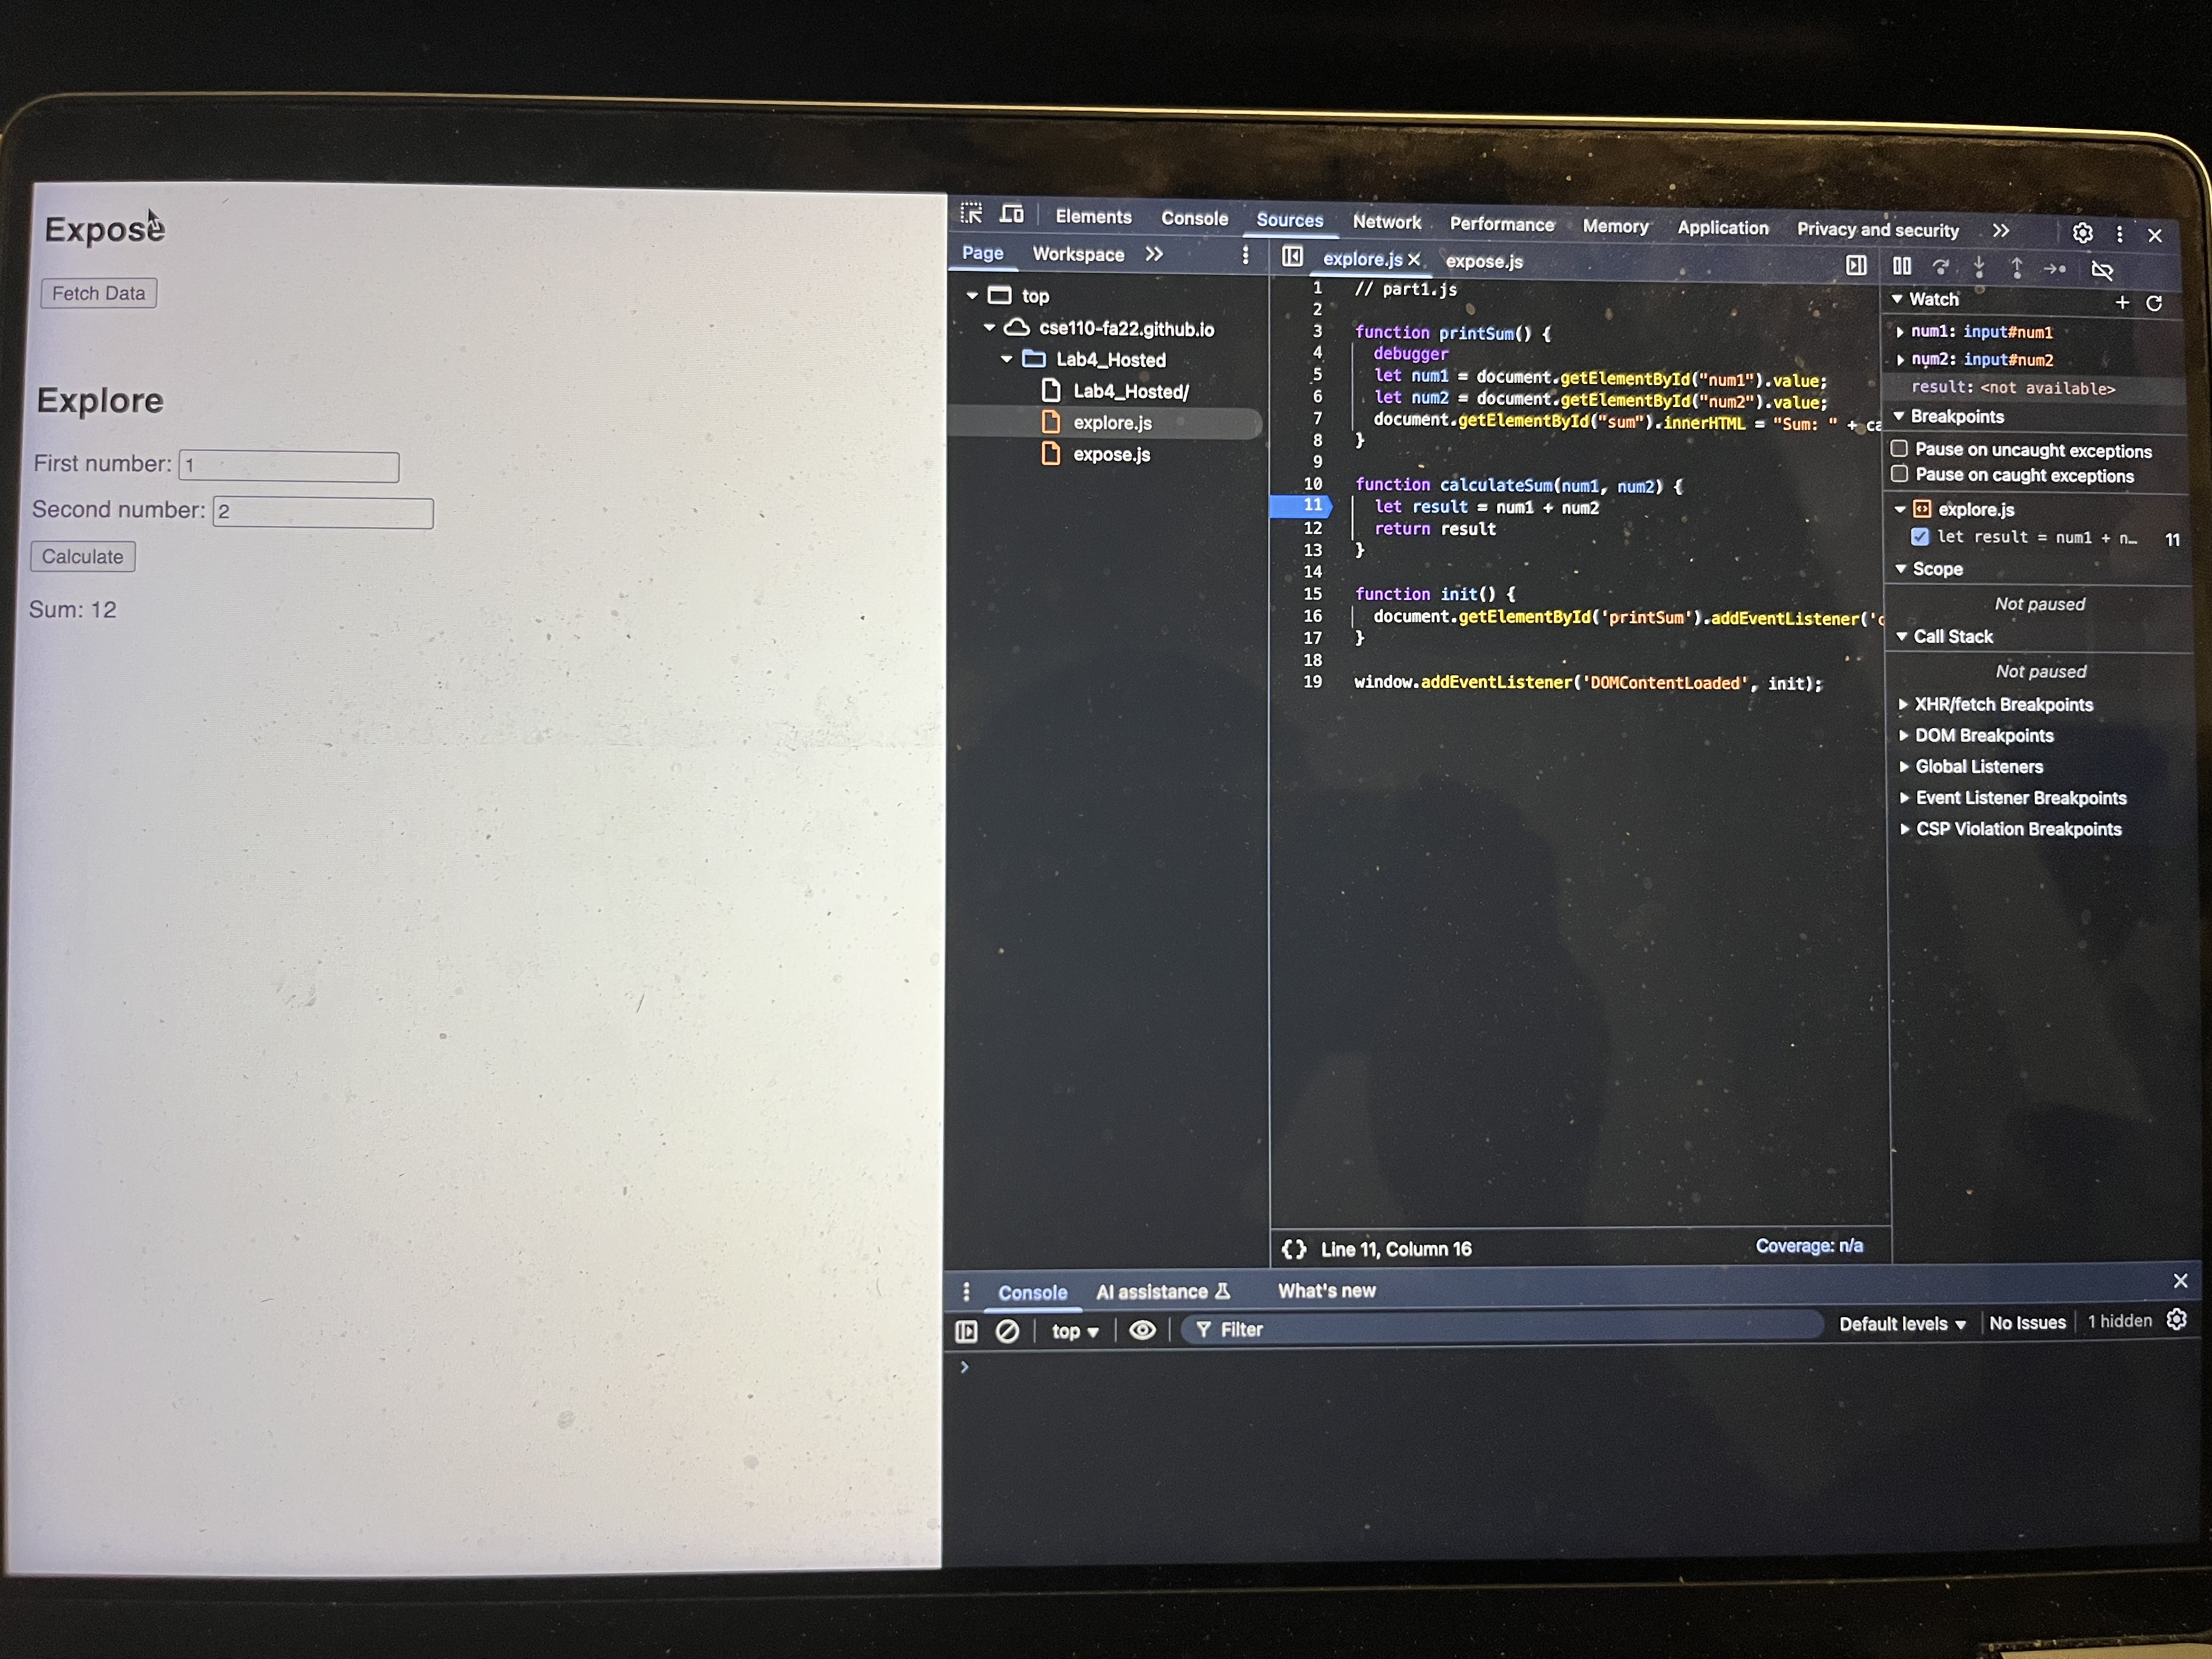 Expose
Fetch Data
Explore
First number: 1
Second number: 2
Calculate
Sum: 12
Elements Console Sources Network Performance Memory Application Privacy and security
Page Workspace
top
cse110-fa22.github.io
Lab4_Hosted
Lab4_Hosted/
explore.js
expose.js
explore.js expose.js
1 // part1.js
2
3 function printSum() {
4 debugger
5 let num1 = document.getElementById("num1").value;
6 let num2 = document.getElementById("num2").value;
7 document.getElementById("sum").innerHTML = "Sum: " + ca
8 }
9
10 function calculateSum(num1, num2) {
11 let result = num1 + num2
12 return result
13 }
14
15 function init() {
16 document.getElementById('printSum').addEventListener('c
17 }
18
19 window.addEventListener('DOMContentLoaded', init);
{} Line 11, Column 16 Coverage: n/a
Watch
num1: input#num1
num2: input#num2
result: <not available>
Breakpoints
Pause on uncaught exceptions
Pause on caught exceptions
explore.js
let result = num1 + n… 11
Scope
Not paused
Call Stack
Not paused
XHR/fetch Breakpoints
DOM Breakpoints
Global Listeners
Event Listener Breakpoints
CSP Violation Breakpoints
Console AI assistance What's new
top Filter Default levels No Issues 1 hidden